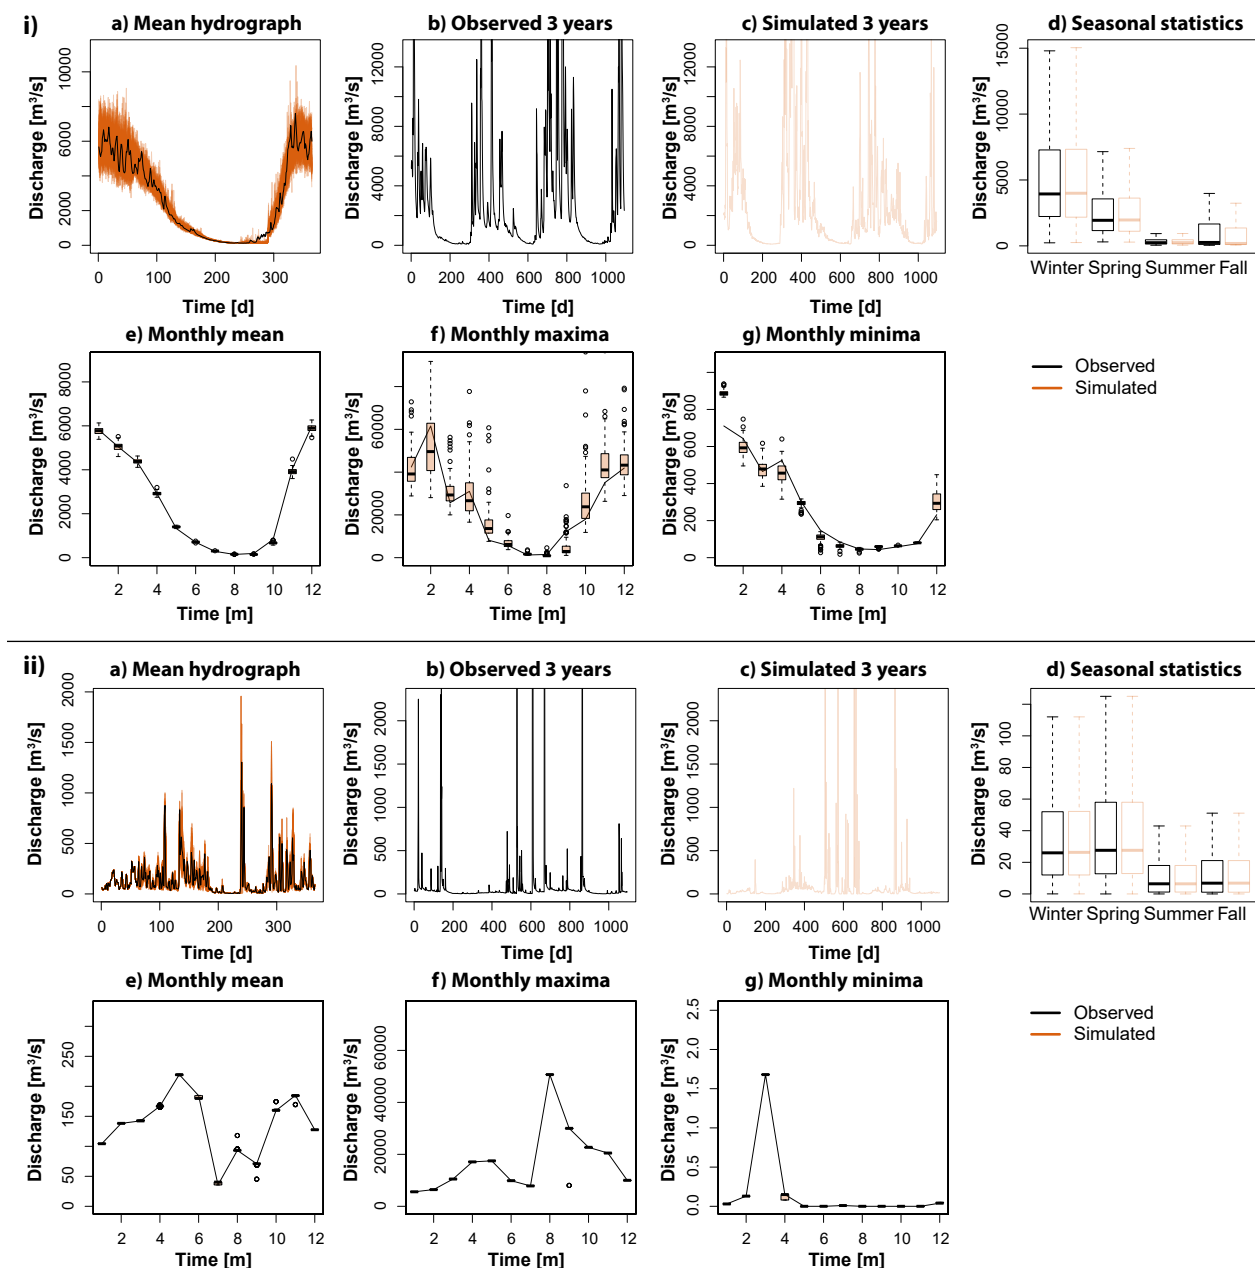 i)
a) Mean hydrograph
Discharge [m³/s]
0 2000 6000 10000
0 100 200 300
Time [d]
b) Observed 3 years
Discharge [m³/s]
0 4000 8000 12000
0 200 400 600 800 1000
Time [d]
c) Simulated 3 years
Discharge [m³/s]
0 4000 8000 12000
0 200 400 600 800 1000
Time [d]
d) Seasonal statistics
Discharge [m³/s]
0 5000 10000 15000
Winter Spring Summer Fall
e) Monthly mean
Discharge [m³/s]
0 2000 4000 6000 8000
2 4 6 8 10 12
Time [m]
f) Monthly maxima
Discharge [m³/s]
0 20000 60000
2 4 6 8 10 12
Time [m]
g) Monthly minima
Discharge [m³/s]
0 200 400 600 800
2 4 6 8 10 12
Time [m]
Observed
Simulated
ii)
a) Mean hydrograph
Discharge [m³/s]
0 500 1000 1500 2000
0 100 200 300
Time [d]
b) Observed 3 years
Discharge [m³/s]
0 500 1000 1500 2000
0 200 400 600 800 1000
Time [d]
c) Simulated 3 years
Discharge [m³/s]
0 500 1000 1500 2000
0 200 400 600 800 1000
Time [d]
d) Seasonal statistics
Discharge [m³/s]
0 20 40 60 100
Winter Spring Summer Fall
e) Monthly mean
Discharge [m³/s]
0 50 150 250
2 4 6 8 10 12
Time [m]
f) Monthly maxima
Discharge [m³/s]
0 20000 40000 60000
2 4 6 8 10 12
Time [m]
g) Monthly minima
Discharge [m³/s]
0.0 0.5 1.0 1.5 2.0 2.5
2 4 6 8 10 12
Time [m]
Observed
Simulated